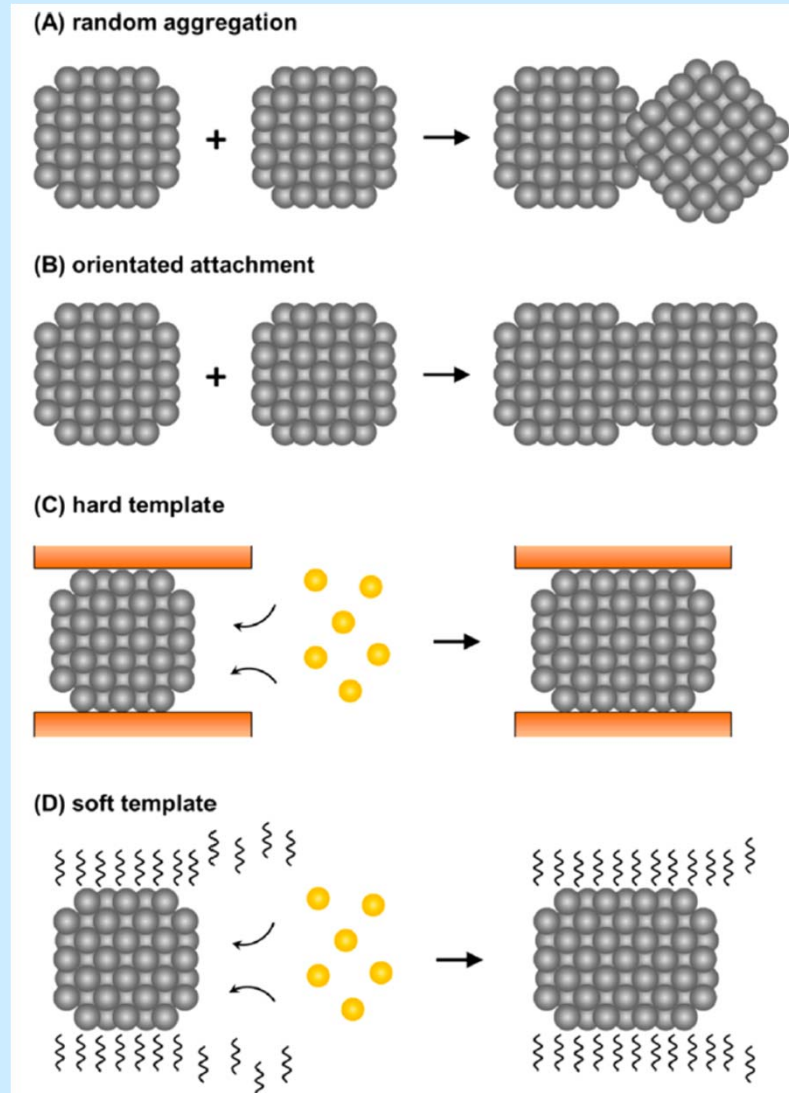 (A) random aggregation
+
(B) orientated attachment
+
(C) hard template
(D) soft template